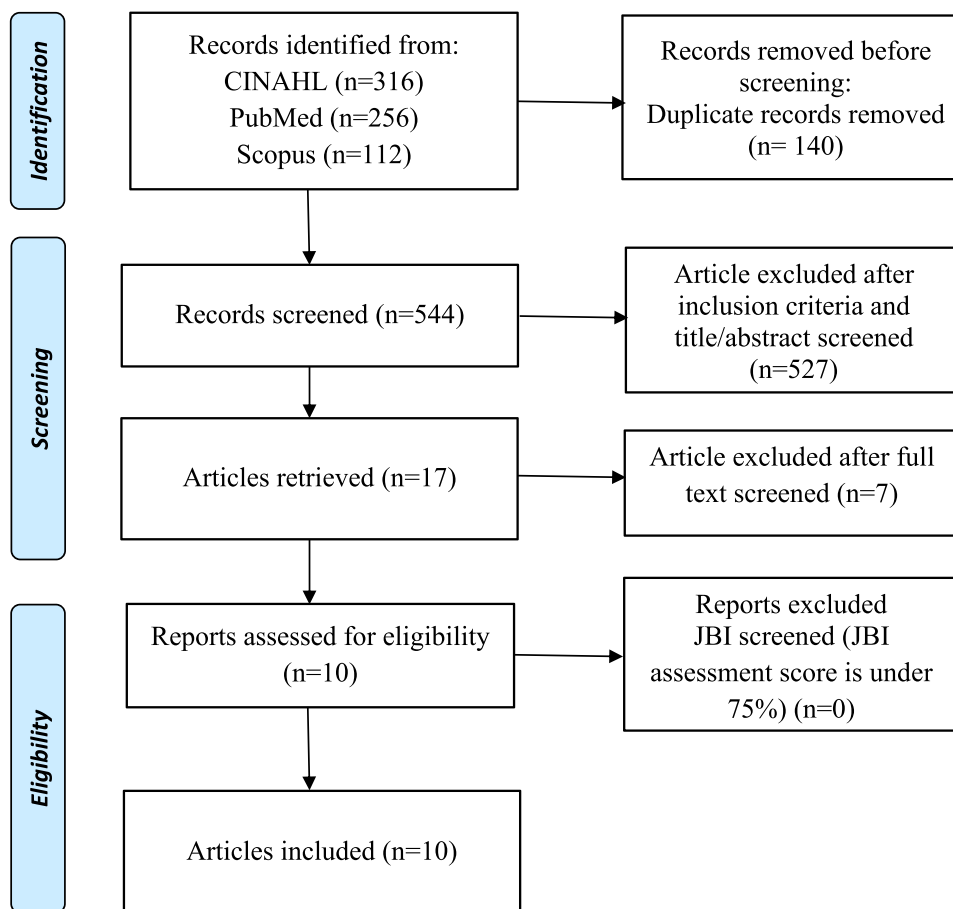 Identification
Records identified from:
CINAHL (n=316)
PubMed (n=256)
Scopus (n=112)
Records removed before
screening:
Duplicate records removed
(n= 140)
Screening
Records screened (n=544)
Article excluded after
inclusion criteria and
title/abstract screened
(n=527)
Articles retrieved (n=17)
Article excluded after full
text screened (n=7)
Eligibility
Reports assessed for eligibility
(n=10)
Reports excluded
JBI screened (JBI
assessment score is under
75%) (n=0)
Articles included (n=10)